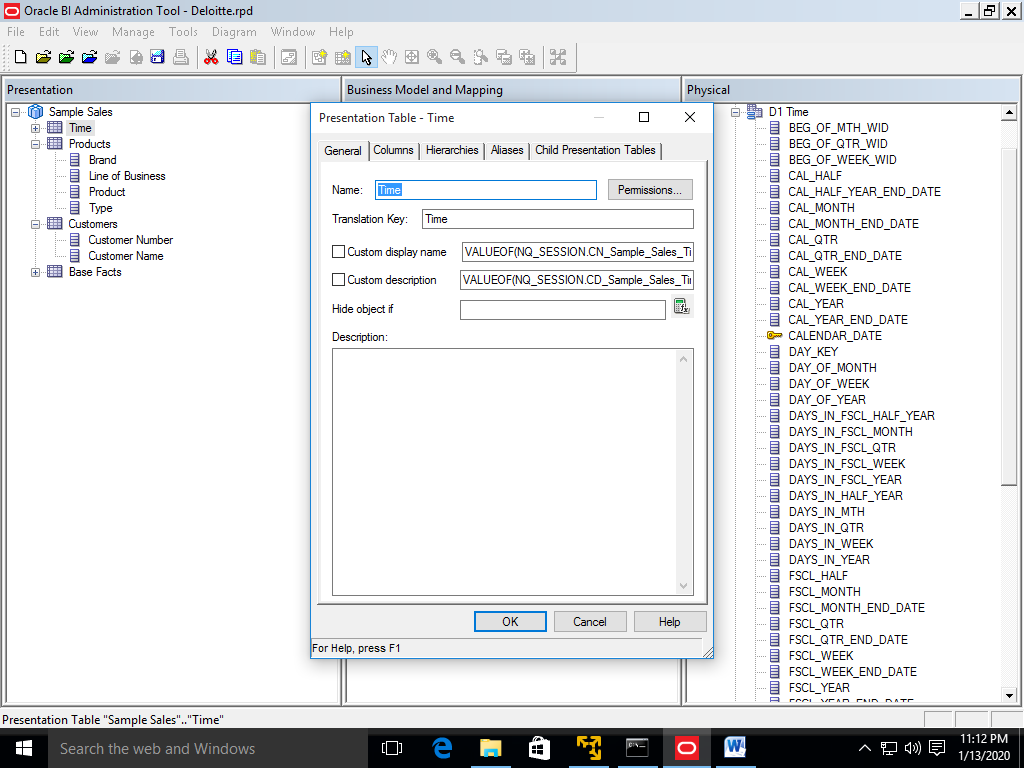 Oracle BI Administration Tool - Deloitte.rpd
File Edit View Manage Tools Diagram Window Help
Presentation
Sample Sales
Time
Products
Brand
Line of Business
Product
Type
Customers
Customer Number
Customer Name
Base Facts
Business Model and Mapping
Presentation Table - Time
General Columns Hierarchies Aliases Child Presentation Tables
Name: Time Permissions...
Translation Key: Time
Custom display name VALUEOF(NQ_SESSION.CN_Sample_Sales_Ti
Custom description VALUEOF(NQ_SESSION.CD_Sample_Sales_Ti
Hide object if
Description:
OK Cancel Help
For Help, press F1
Physical
D1 Time
BEG_OF_MTH_WID
BEG_OF_QTR_WID
BEG_OF_WEEK_WID
CAL_HALF
CAL_HALF_YEAR_END_DATE
CAL_MONTH
CAL_MONTH_END_DATE
CAL_QTR
CAL_QTR_END_DATE
CAL_WEEK
CAL_WEEK_END_DATE
CAL_YEAR
CAL_YEAR_END_DATE
CALENDAR_DATE
DAY_KEY
DAY_OF_MONTH
DAY_OF_WEEK
DAY_OF_YEAR
DAYS_IN_FSCL_HALF_YEAR
DAYS_IN_FSCL_MONTH
DAYS_IN_FSCL_QTR
DAYS_IN_FSCL_WEEK
DAYS_IN_FSCL_YEAR
DAYS_IN_HALF_YEAR
DAYS_IN_MTH
DAYS_IN_QTR
DAYS_IN_WEEK
DAYS_IN_YEAR
FSCL_HALF
FSCL_MONTH
FSCL_MONTH_END_DATE
FSCL_QTR
FSCL_QTR_END_DATE
FSCL_WEEK
FSCL_WEEK_END_DATE
FSCL_YEAR
FSCL_YEAR_END_DATE
Presentation Table "Sample Sales".."Time"
Search the web and Windows
11:12 PM
1/13/2020